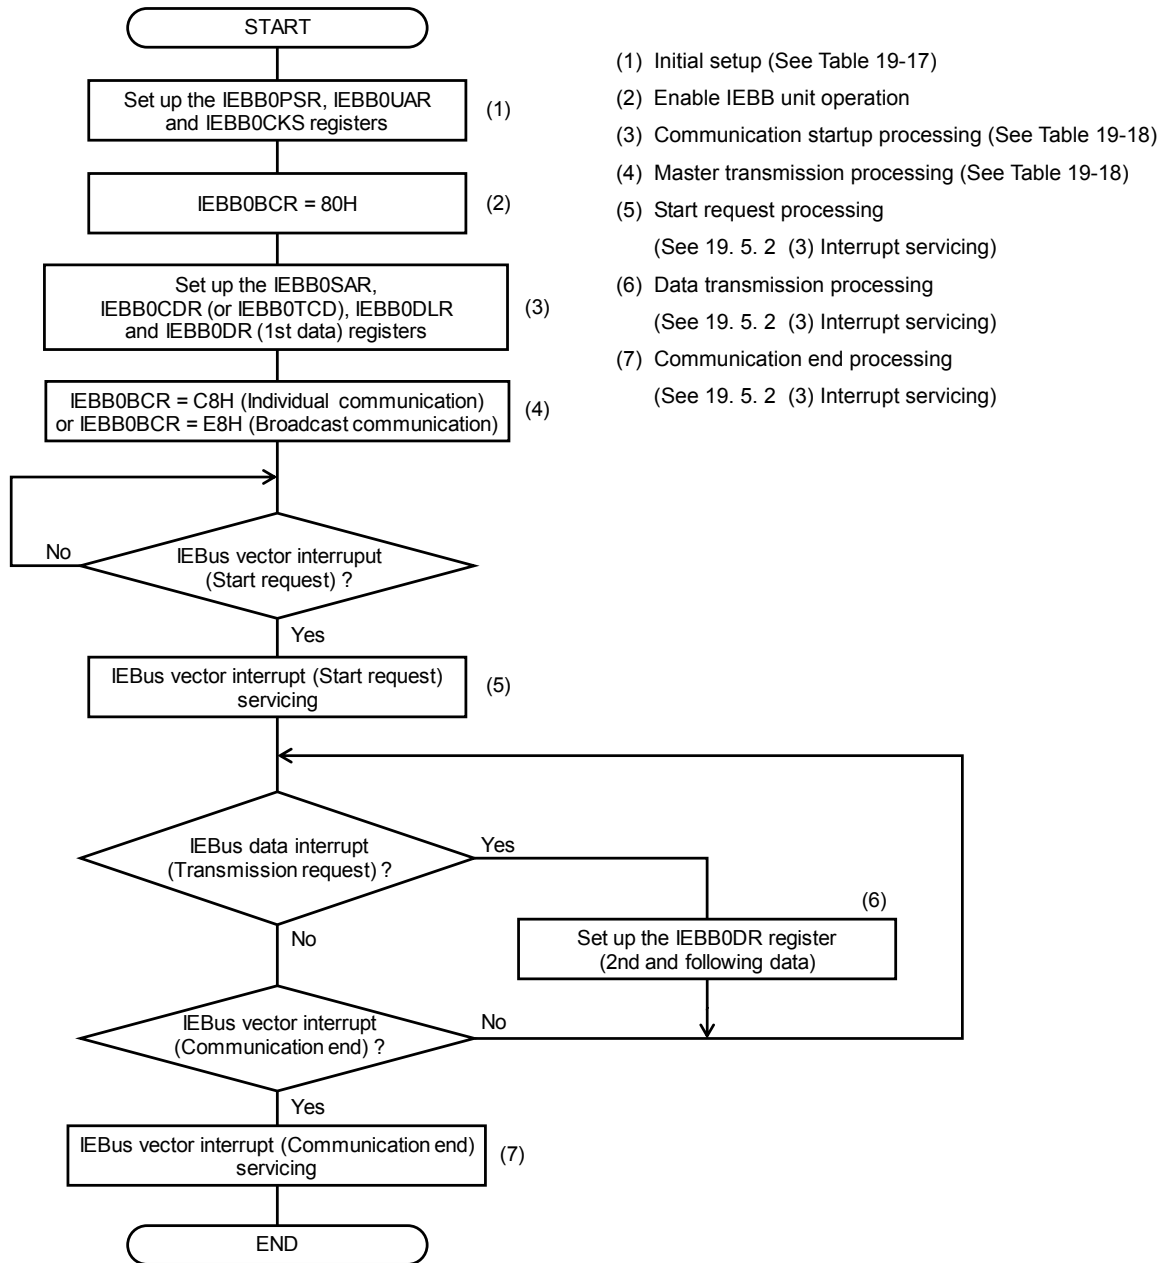 START
Set up the IEBB0PSR, IEBB0UAR
and IEBB0CKS registers
(1)
IEBB0BCR = 80H
(2)
Set up the IEBB0SAR,
IEBB0CDR (or IEBB0TCD), IEBB0DLR
and IEBB0DR (1st data) registers
(3)
IEBB0BCR = C8H (Individual communication)
or IEBB0BCR = E8H (Broadcast communication)
(4)
No
IEBus vector interruput
(Start request) ?
Yes
IEBus vector interrupt (Start request)
servicing
(5)
IEBus data interrupt
(Transmission request) ?
Yes
(6)
Set up the IEBB0DR register
(2nd and following data)
No
IEBus vector interrupt
(Communication end) ?
No
Yes
IEBus vector interrupt (Communication end)
servicing
(7)
END
(1) Initial setup (See Table 19-17)
(2) Enable IEBB unit operation
(3) Communication startup processing (See Table 19-18)
(4) Master transmission processing (See Table 19-18)
(5) Start request processing
(See 19. 5. 2 (3) Interrupt servicing)
(6) Data transmission processing
(See 19. 5. 2 (3) Interrupt servicing)
(7) Communication end processing
(See 19. 5. 2 (3) Interrupt servicing)